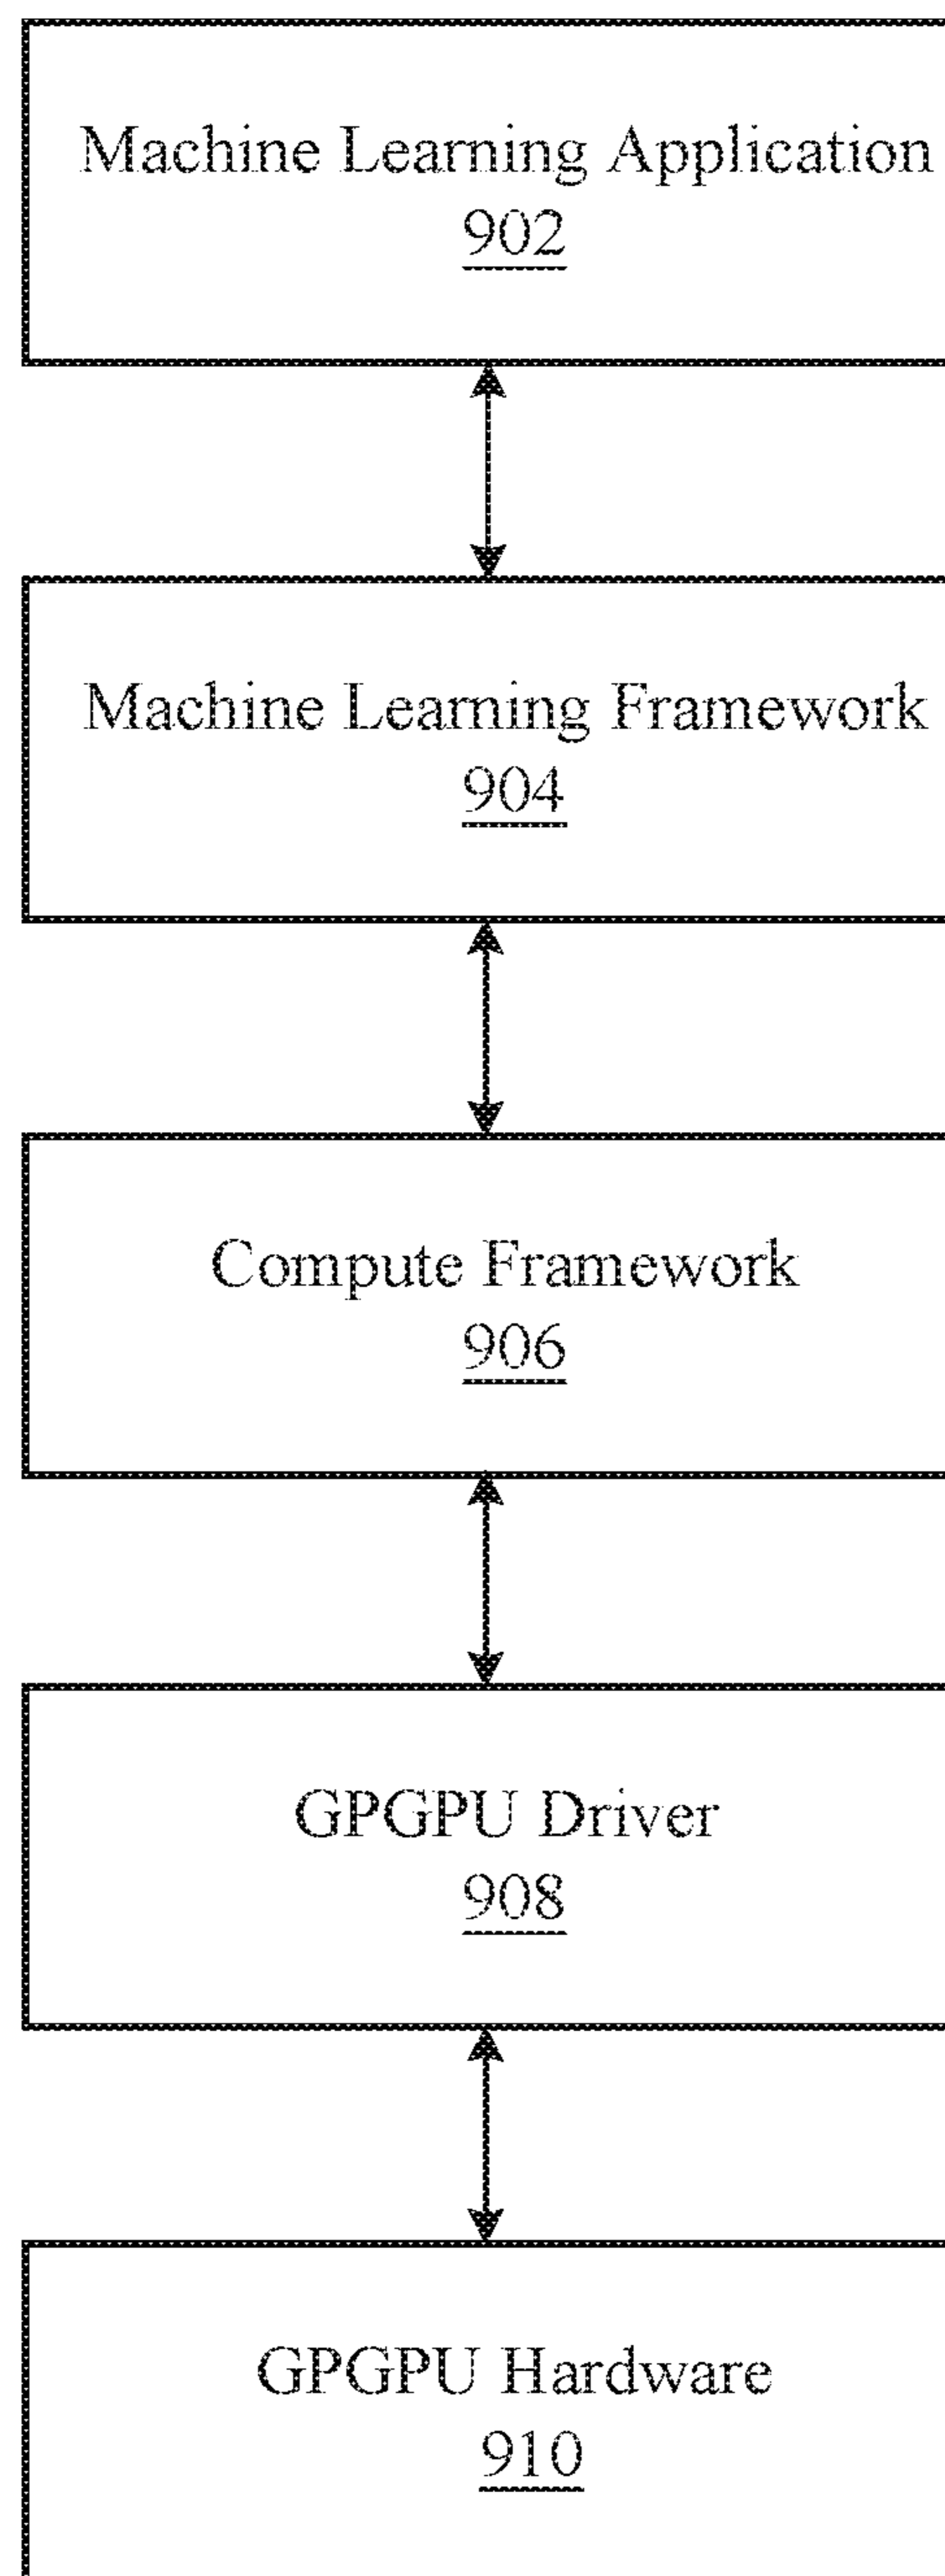 Machine Learning Application
902
Machine Learning Framework
904
Compute Framework
906
GPGPU Driver
908
GPGPU Hardware
910